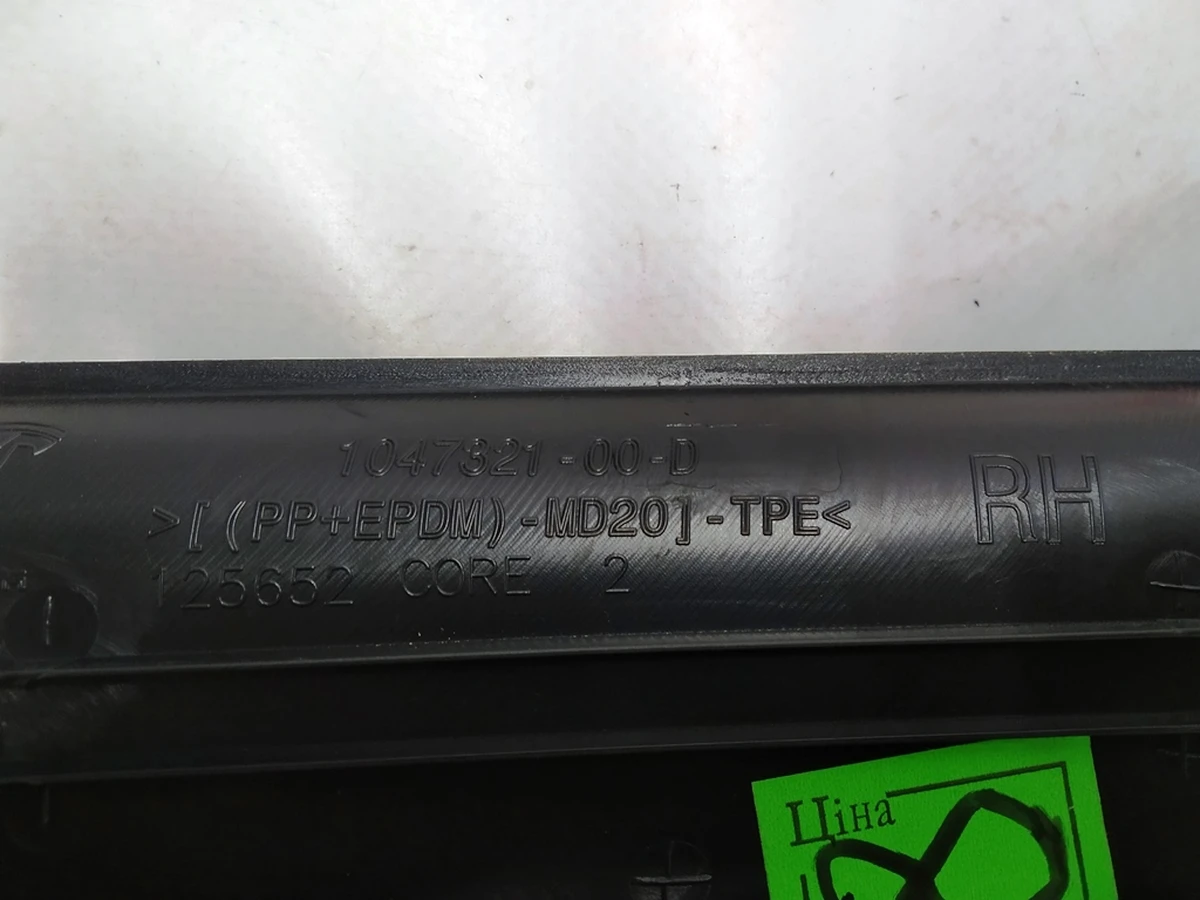 1047321-00-D
>[(PP+EPDM)-MD20]-TPE<
RH
125652 CORE 2
Ціна